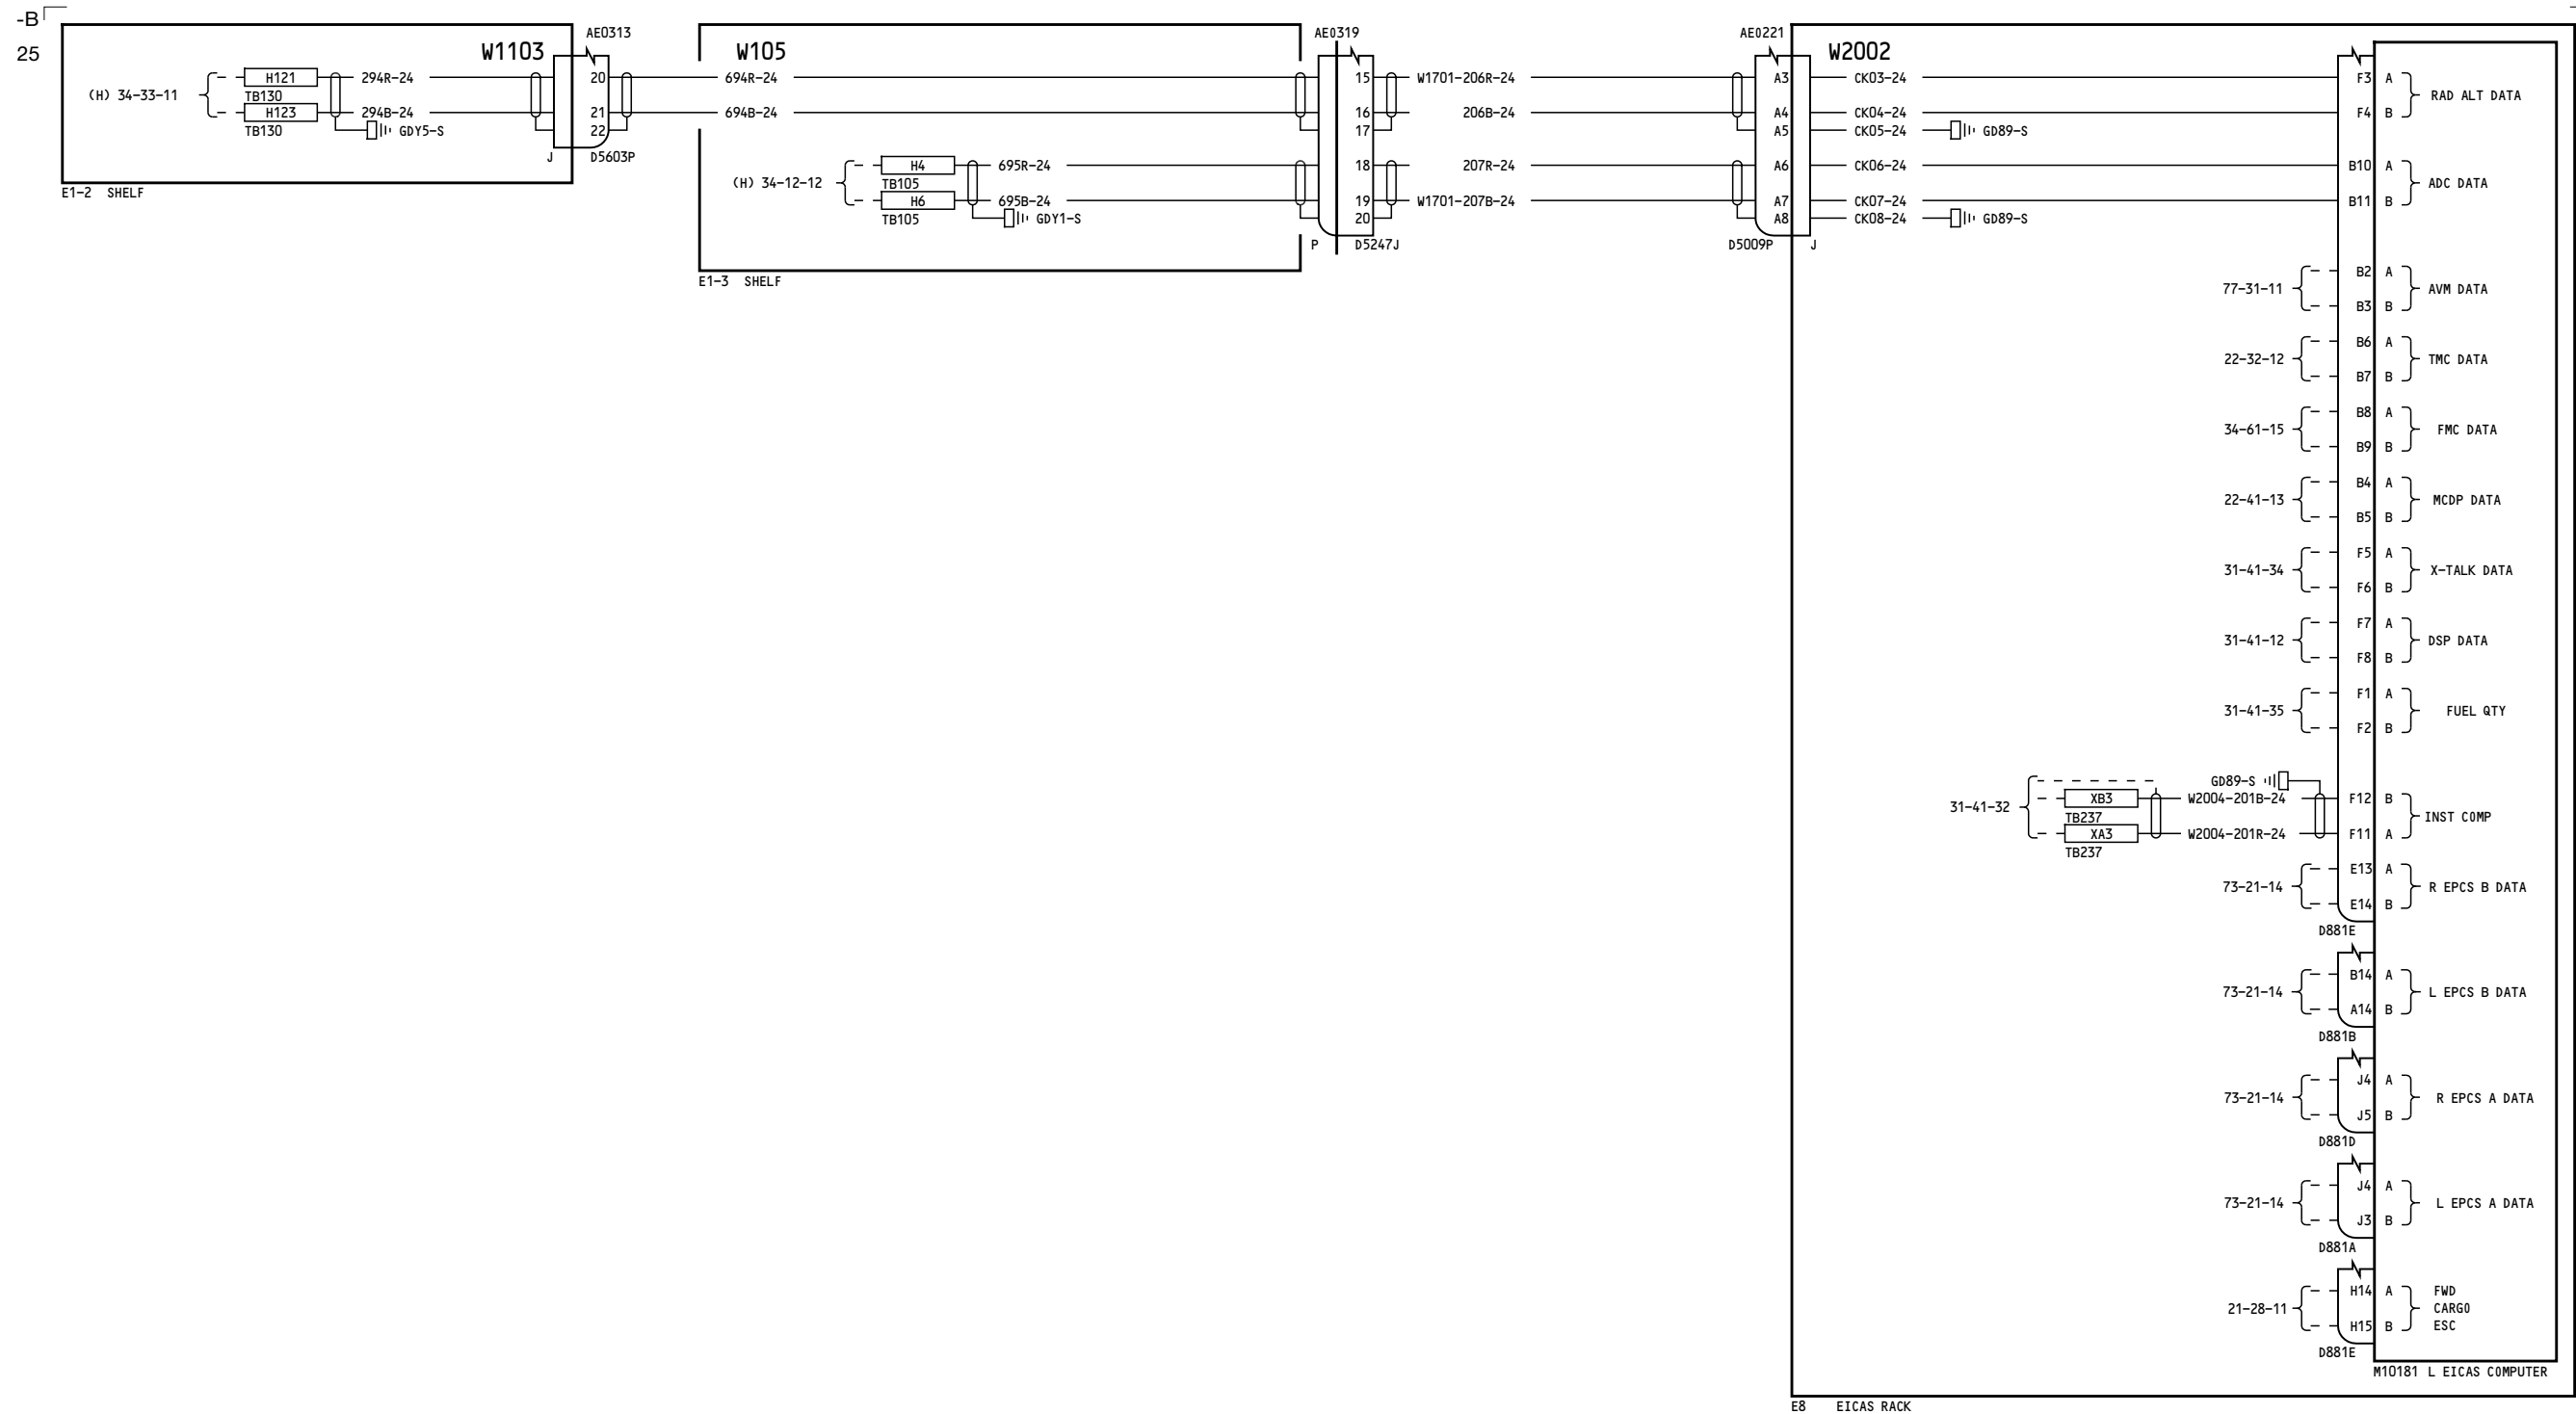 -B
25
W1103
AE0313
(H) 34-33-11
H121
TB130
H123
TB130
294R-24
294B-24
GDY5-S
20
21
22
J
D5603P
E1-2 SHELF
W105
AE0319
694R-24
694B-24
(H) 34-12-12
H4
TB105
H6
TB105
695R-24
695B-24
GDY1-S
15
16
17
18
19
20
P
D5247J
E1-3 SHELF
W1701-206R-24
206B-24
207R-24
W1701-207B-24
AE0221
W2002
A3
A4
A5
A6
A7
A8
D5009P
J
CK03-24
CK04-24
CK05-24
GD89-S
CK06-24
CK07-24
CK08-24
GD89-S
F3 A
F4 B
RAD ALT DATA
B10 A
B11 B
ADC DATA
77-31-11
B2 A
B3 B
AVM DATA
22-32-12
B6 A
B7 B
TMC DATA
34-61-15
B8 A
B9 B
FMC DATA
22-41-13
B4 A
B5 B
MCDP DATA
31-41-34
F5 A
F6 B
X-TALK DATA
31-41-12
F7 A
F8 B
DSP DATA
31-41-35
F1 A
F2 B
FUEL QTY
31-41-32
XB3
TB237
XA3
TB237
GD89-S
W2004-201B-24
W2004-201R-24
F12 B
F11 A
INST COMP
73-21-14
E13 A
E14 B
R EPCS B DATA
D881E
73-21-14
B14 A
A14 B
L EPCS B DATA
D881B
73-21-14
J4 A
J5 B
R EPCS A DATA
D881D
73-21-14
J4 A
J3 B
L EPCS A DATA
D881A
21-28-11
H14 A
H15 B
FWD
CARGO
ESC
D881E
M10181 L EICAS COMPUTER
E8 EICAS RACK